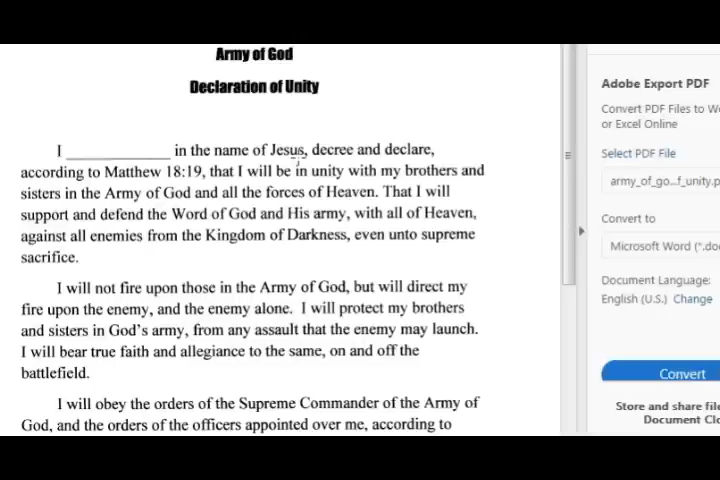 Army of God
Declaration of Unity
I ____________ in the name of Jesus, decree and declare,
according to Matthew 18:19, that I will be in unity with my brothers and
sisters in the Army of God and all the forces of Heaven. That I will
support and defend the Word of God and His army, with all of Heaven,
against all enemies from the Kingdom of Darkness, even unto supreme
sacrifice.
I will not fire upon those in the Army of God, but will direct my
fire upon the enemy, and the enemy alone. I will protect my brothers
and sisters in God's army, from any assault that the enemy may launch.
I will bear true faith and allegiance to the same, on and off the
battlefield.
I will obey the orders of the Supreme Commander of the Army of
God, and the orders of the officers appointed over me, according to
Adobe Export PDF
Convert PDF Files to Wo
or Excel Online
Select PDF File
army_of_go...f_unity.p
Convert to
Microsoft Word (*.doc
Document Language:
English (U.S.) Change
Convert
Store and share file
Document Clo